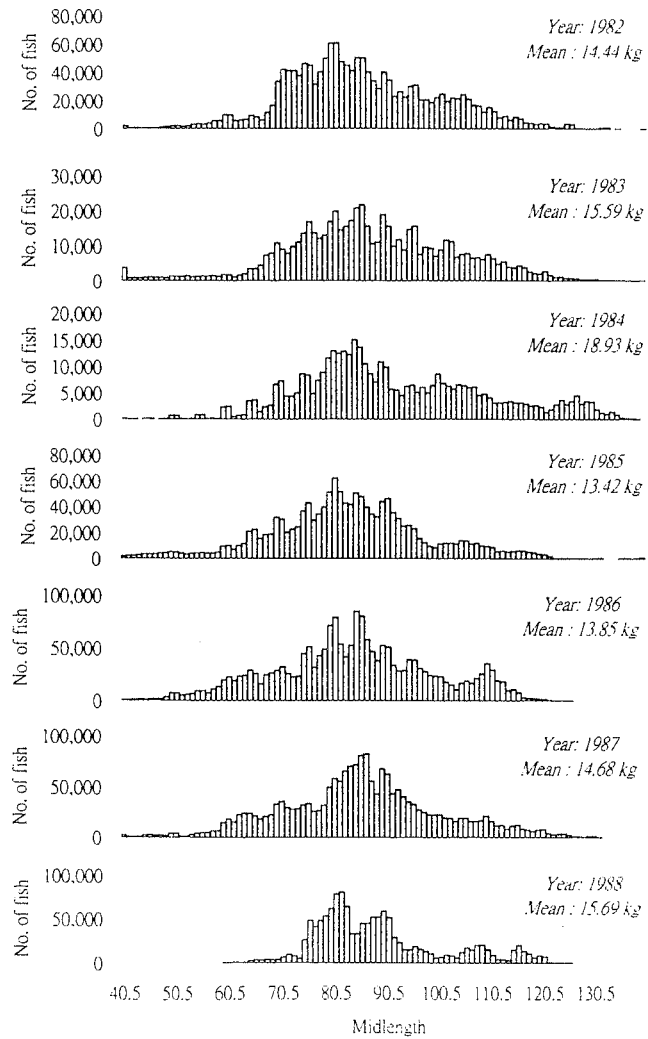 80,000
60,000
40,000
20,000
0
No. of fish
Year: 1982
Mean : 14.44 kg
30,000
20,000
10,000
0
No. of fish
Year: 1983
Mean : 15.59 kg
20,000
15,000
10,000
5,000
0
No. of fish
Year: 1984
Mean : 18.93 kg
80,000
60,000
40,000
20,000
0
No. of fish
Year: 1985
Mean : 13.42 kg
100,000
50,000
0
No. of fish
Year: 1986
Mean : 13.85 kg
100,000
50,000
0
No. of fish
Year: 1987
Mean : 14.68 kg
100,000
50.000
0
No. of fish
Year: 1988
Mean : 15.69 kg
40.5 50.5 60.5 70.5 80.5 90.5 100.5 110.5 120.5 130.5
Midlength